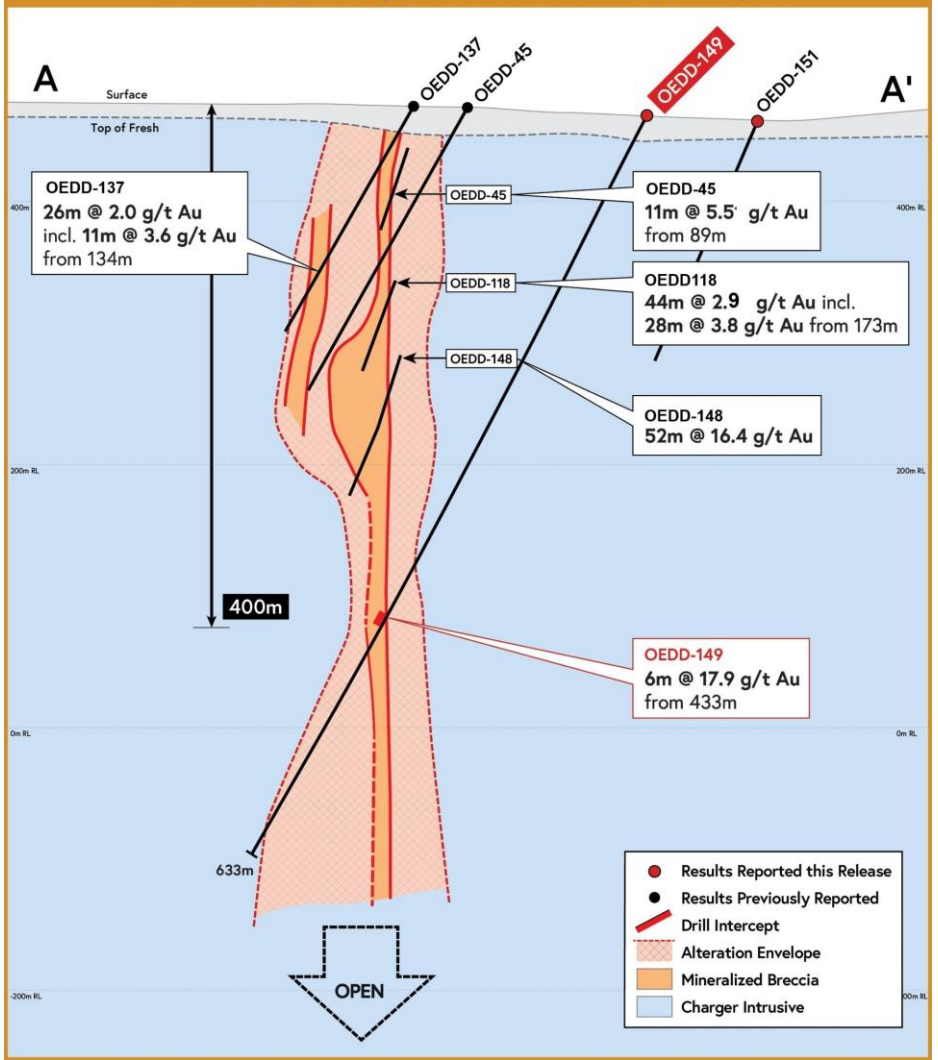 A
A'
OEDD-137
OEDD-45
OEDD-149
OEDD-151
Surface
Top of Fresh
400m RL
400m RL
OEDD-137
26m @ 2.0 g/t Au
incl. 11m @ 3.6 g/t Au
from 134m
OEDD-45
OEDD-45
11m @ 5.5 g/t Au
from 89m
OEDD-118
OEDD118
44m @ 2.9 g/t Au incl.
28m @ 3.8 g/t Au from 173m
OEDD-148
OEDD-148
52m @ 16.4 g/t Au
200m RL
200m RL
400m
OEDD-149
6m @ 17.9 g/t Au
from 433m
0m RL
0m RL
633m
OPEN
Results Reported this Release
Results Previously Reported
Drill Intercept
Alteration Envelope
Mineralized Breccia
Charger Intrusive
-200m RL
00m RL